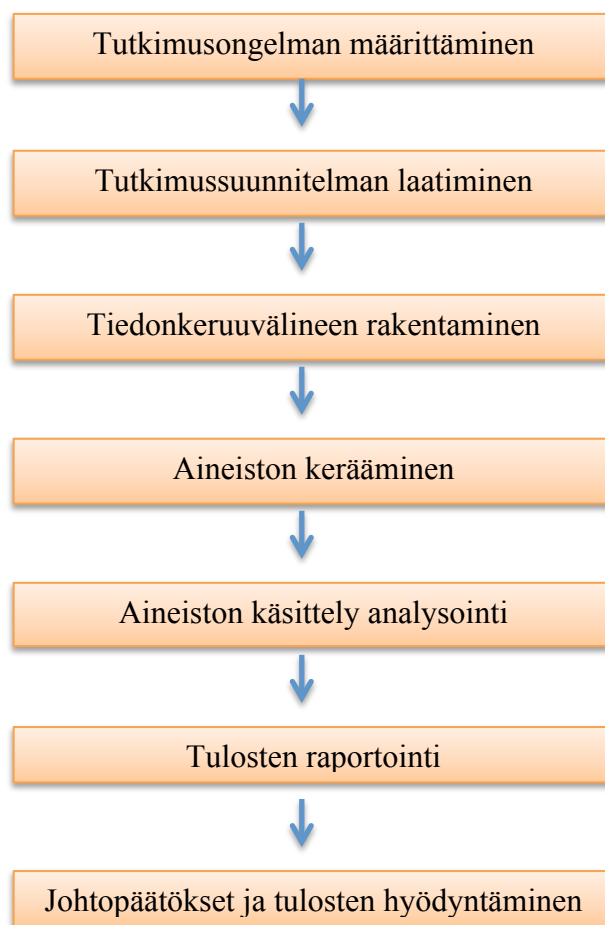 Tutkimusongelman määrittäminen
Tutkimussuunnitelman laatiminen
Tiedonkeruuvälineen rakentaminen
Aineiston kerääminen
Aineiston käsittely analysointi
Tulosten raportointi
Johtopäätökset ja tulosten hyödyntäminen